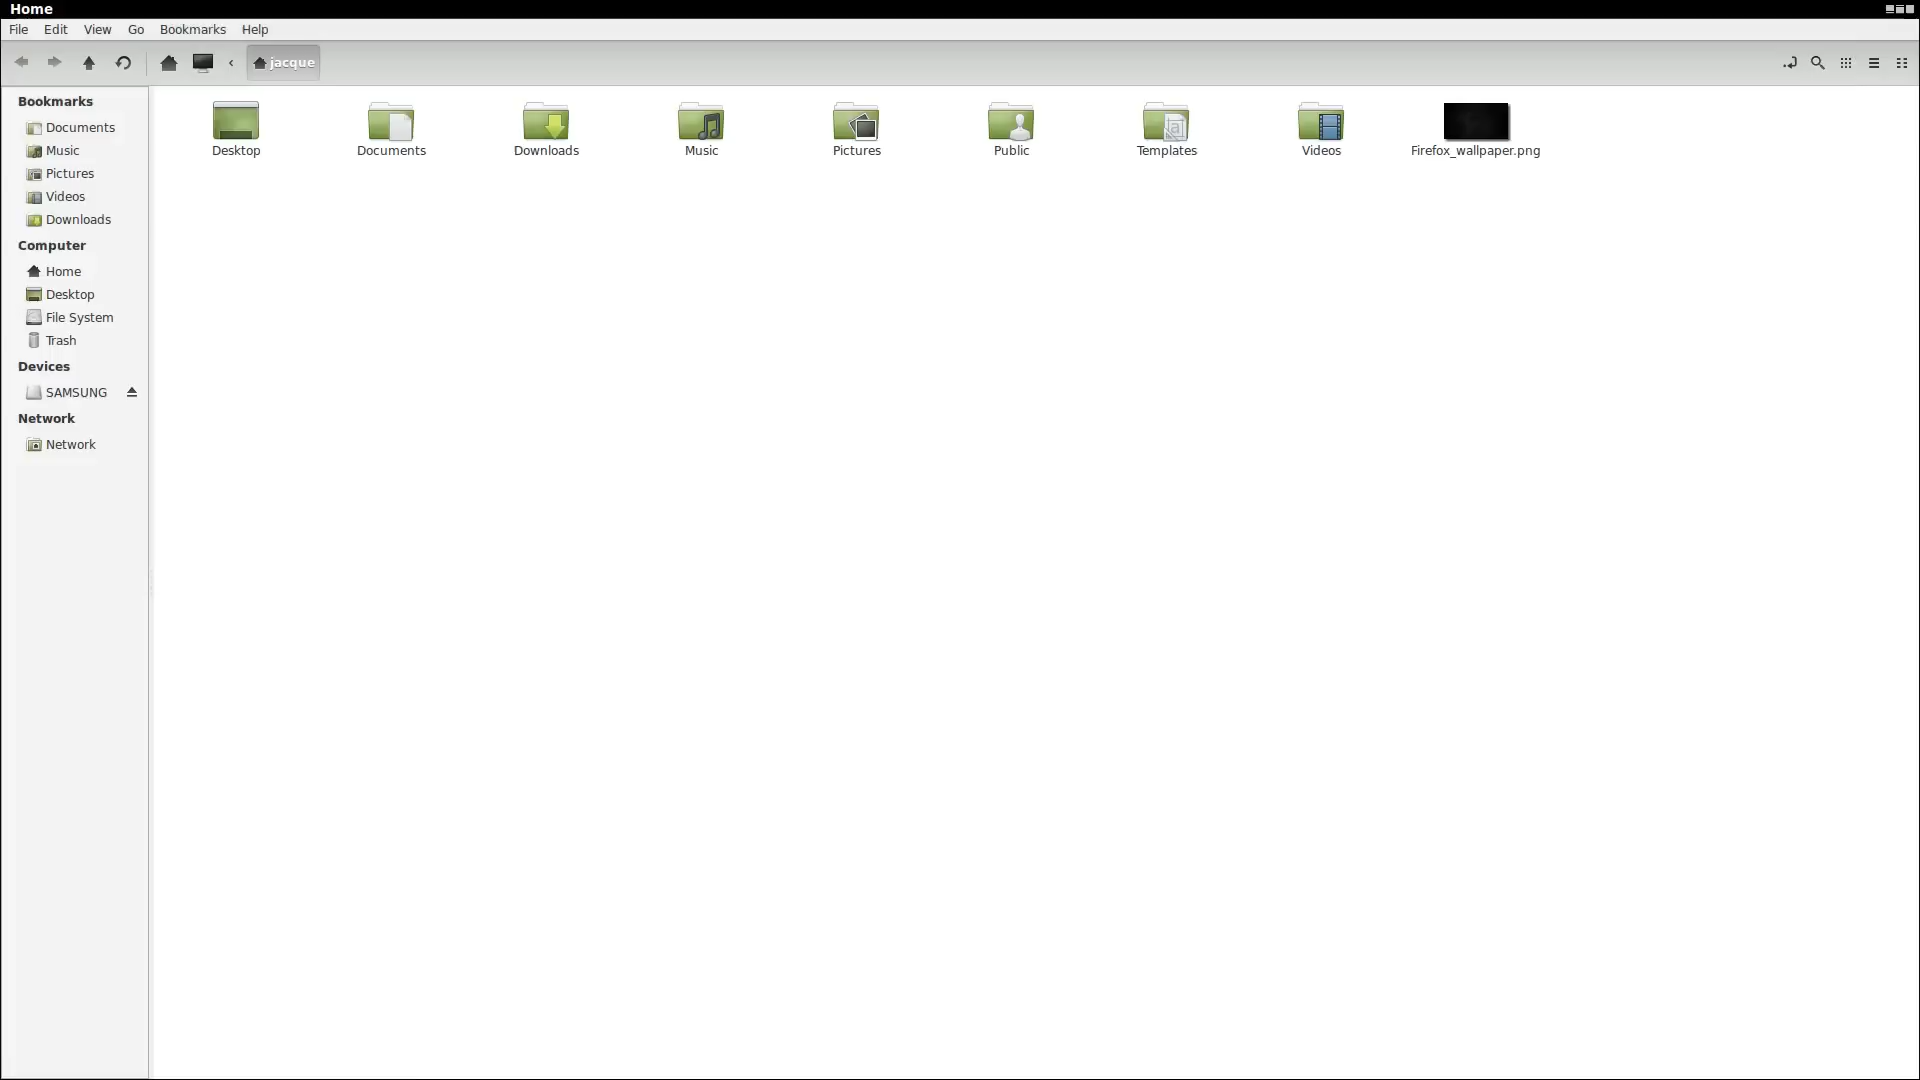 Home
File Edit View Go Bookmarks Help
jacque
Bookmarks
Documents
Music
Pictures
Videos
Downloads
Computer
Home
Desktop
File System
Trash
Devices
SAMSUNG
Network
Network
Desktop Documents Downloads Music Pictures Public Templates Videos Firefox_wallpaper.png